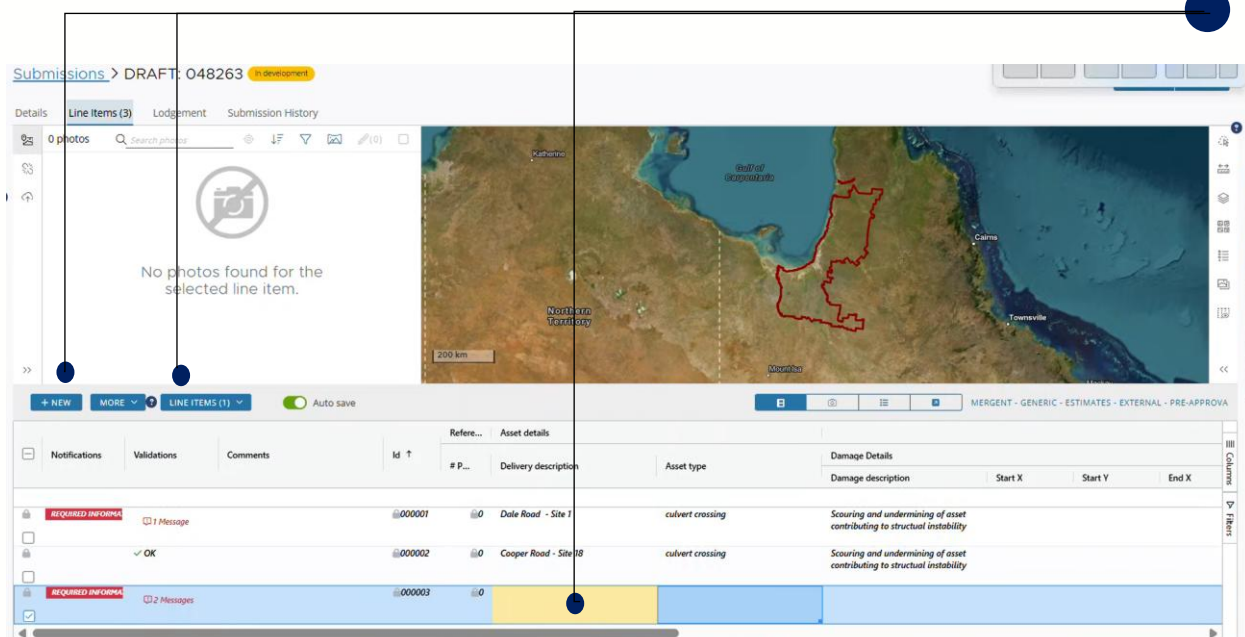 Submissions > DRAFT: 048263 In development
Details Line Items (3) Lodgement Submission History
0 photos Search photos (0)
No photos found for the
selected line item.
Katherine
Gulf of
Carpentaria
Cairns
Northern
Territory
Townsville
200 km
Mount Isa
+ NEW MORE LINE ITEMS (1) Auto save MERGENT - GENERIC - ESTIMATES - EXTERNAL - PRE-APPROVA
Refere... Asset details
Notifications Validations Comments Id ↑ # P... Delivery description Asset type Damage Details
Damage description Start X Start Y End X
Columns
Filters
REQUIRED INFORMA 1 Message 000001 0 Dale Road - Site 1 culvert crossing Scouring and undermining of asset
contributing to structual instability
✓ OK 000002 0 Cooper Road - Site 18 culvert crossing Scouring and undermining of asset
contributing to structual instability
REQUIRED INFORMA 2 Messages 000003 0